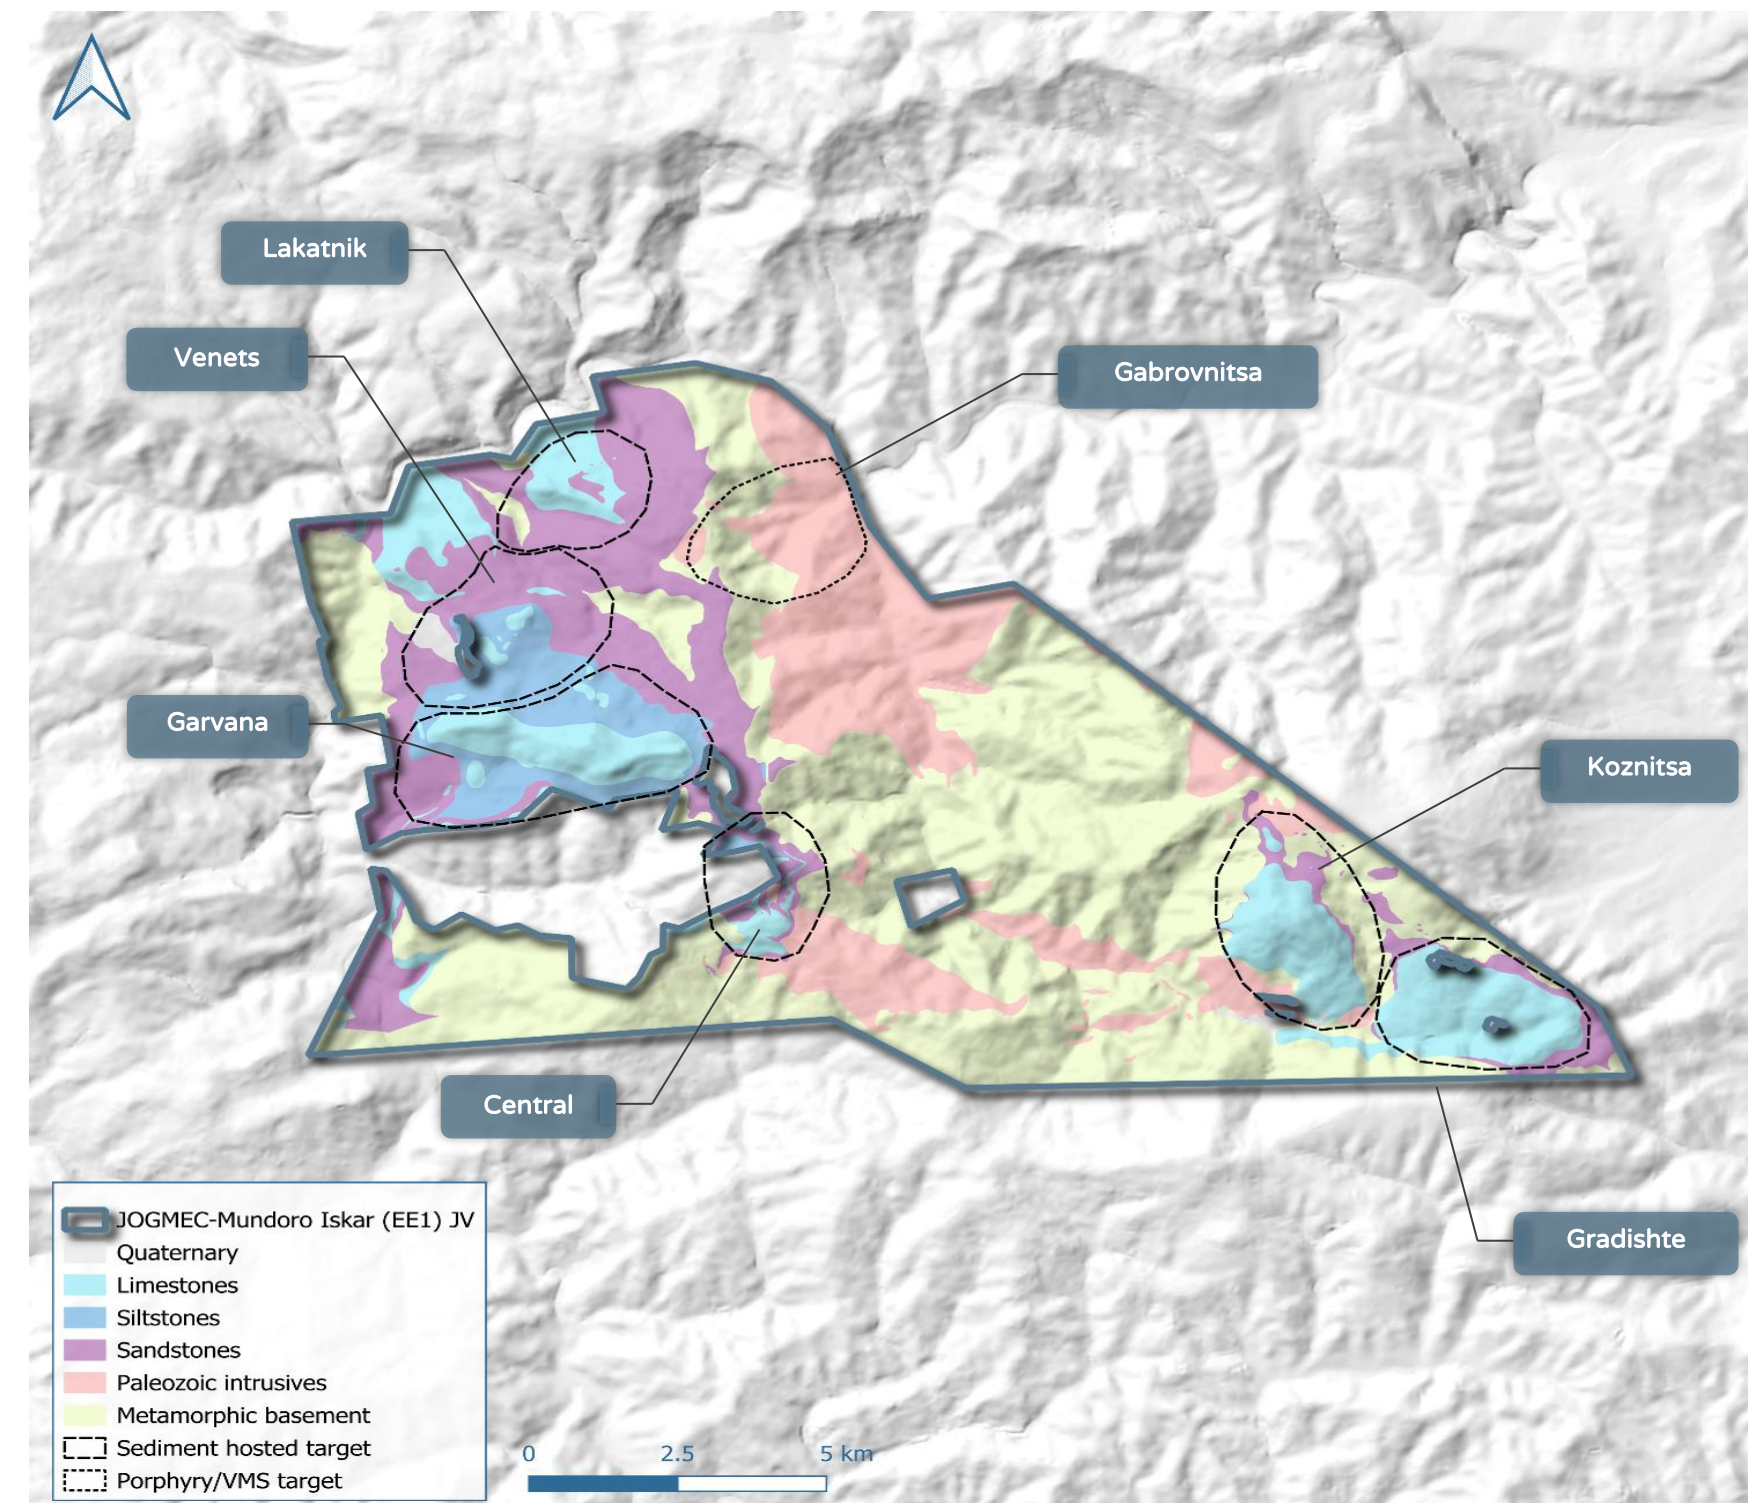 Lakatnik
Venets
Gabrovnitsa
Garvana
Koznitsa
Central
Gradishte
JOGMEC-Mundoro Iskar (EE1) JV
Quaternary
Limestones
Siltstones
Sandstones
Paleozoic intrusives
Metamorphic basement
Sediment hosted target
Porphyry/VMS target
0 2.5 5 km